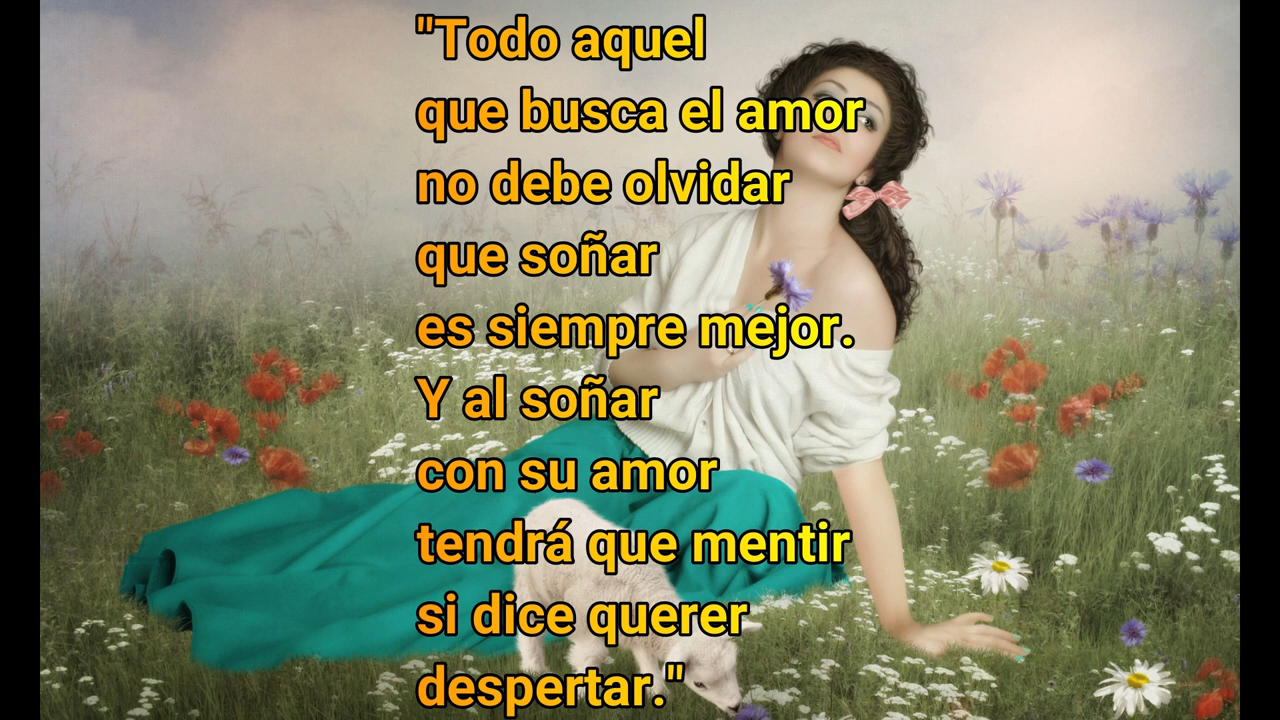 "Todo aquel
que busca el amor
no debe olvidar
que soñar
es siempre mejor.
Y al soñar
con su amor
tendrá que mentir
si dice querer
despertar."